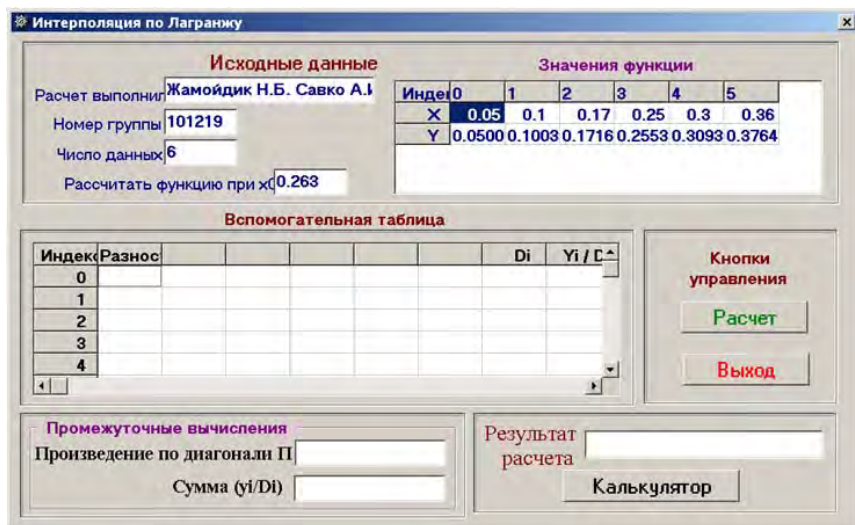 Интерполяция по Лагранжу
Исходные данные
Расчет выполнил Жамойдик Н.Б. Савко А.И
Номер группы 101219
Число данных 6
Рассчитать функцию при x0 0.263
Значения функции
Индек 0 1 2 3 4 5
X 0.05 0.1 0.17 0.25 0.3 0.36
Y 0.0500 0.1003 0.1716 0.2553 0.3093 0.3764
Вспомогательная таблица
Индекс Разнос Di Yi / D
0
1
2
3
4
Кнопки
управления
Расчет
Выход
Промежуточные вычисления
Произведение по диагонали П
Сумма (yi/Di)
Результат
расчета
Калькулятор